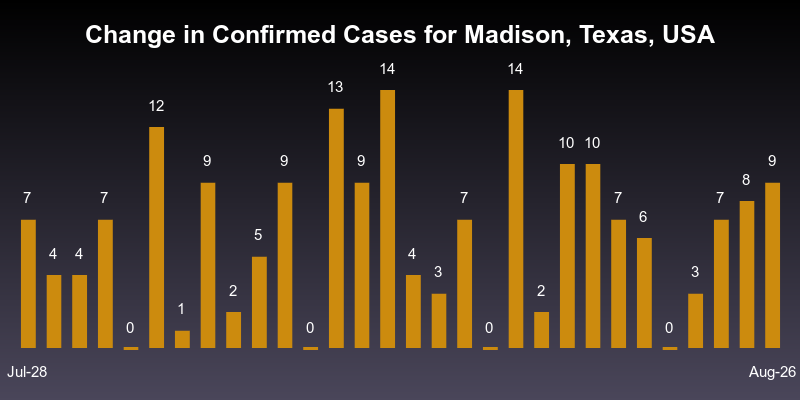 Change in Confirmed Cases for Madison, Texas, USA
7 4 4 7 0 12 1 9 2 5 9 0 13 9 14 4 3 7 0 14 2 10 10 7 6 0 3 7 8 9
Jul-28 Aug-26